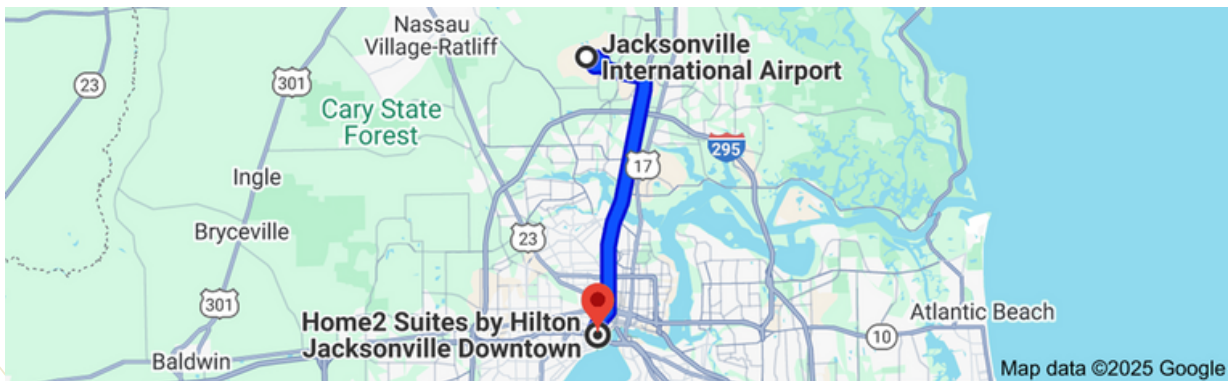 Nassau
Village-Ratliff
Jacksonville
International Airport
23
301
Cary State
Forest
295
17
Ingle
Bryceville
23
301
Home2 Suites by Hilton
Jacksonville Downtown
Atlantic Beach
10
Baldwin
Map data ©2025 Google